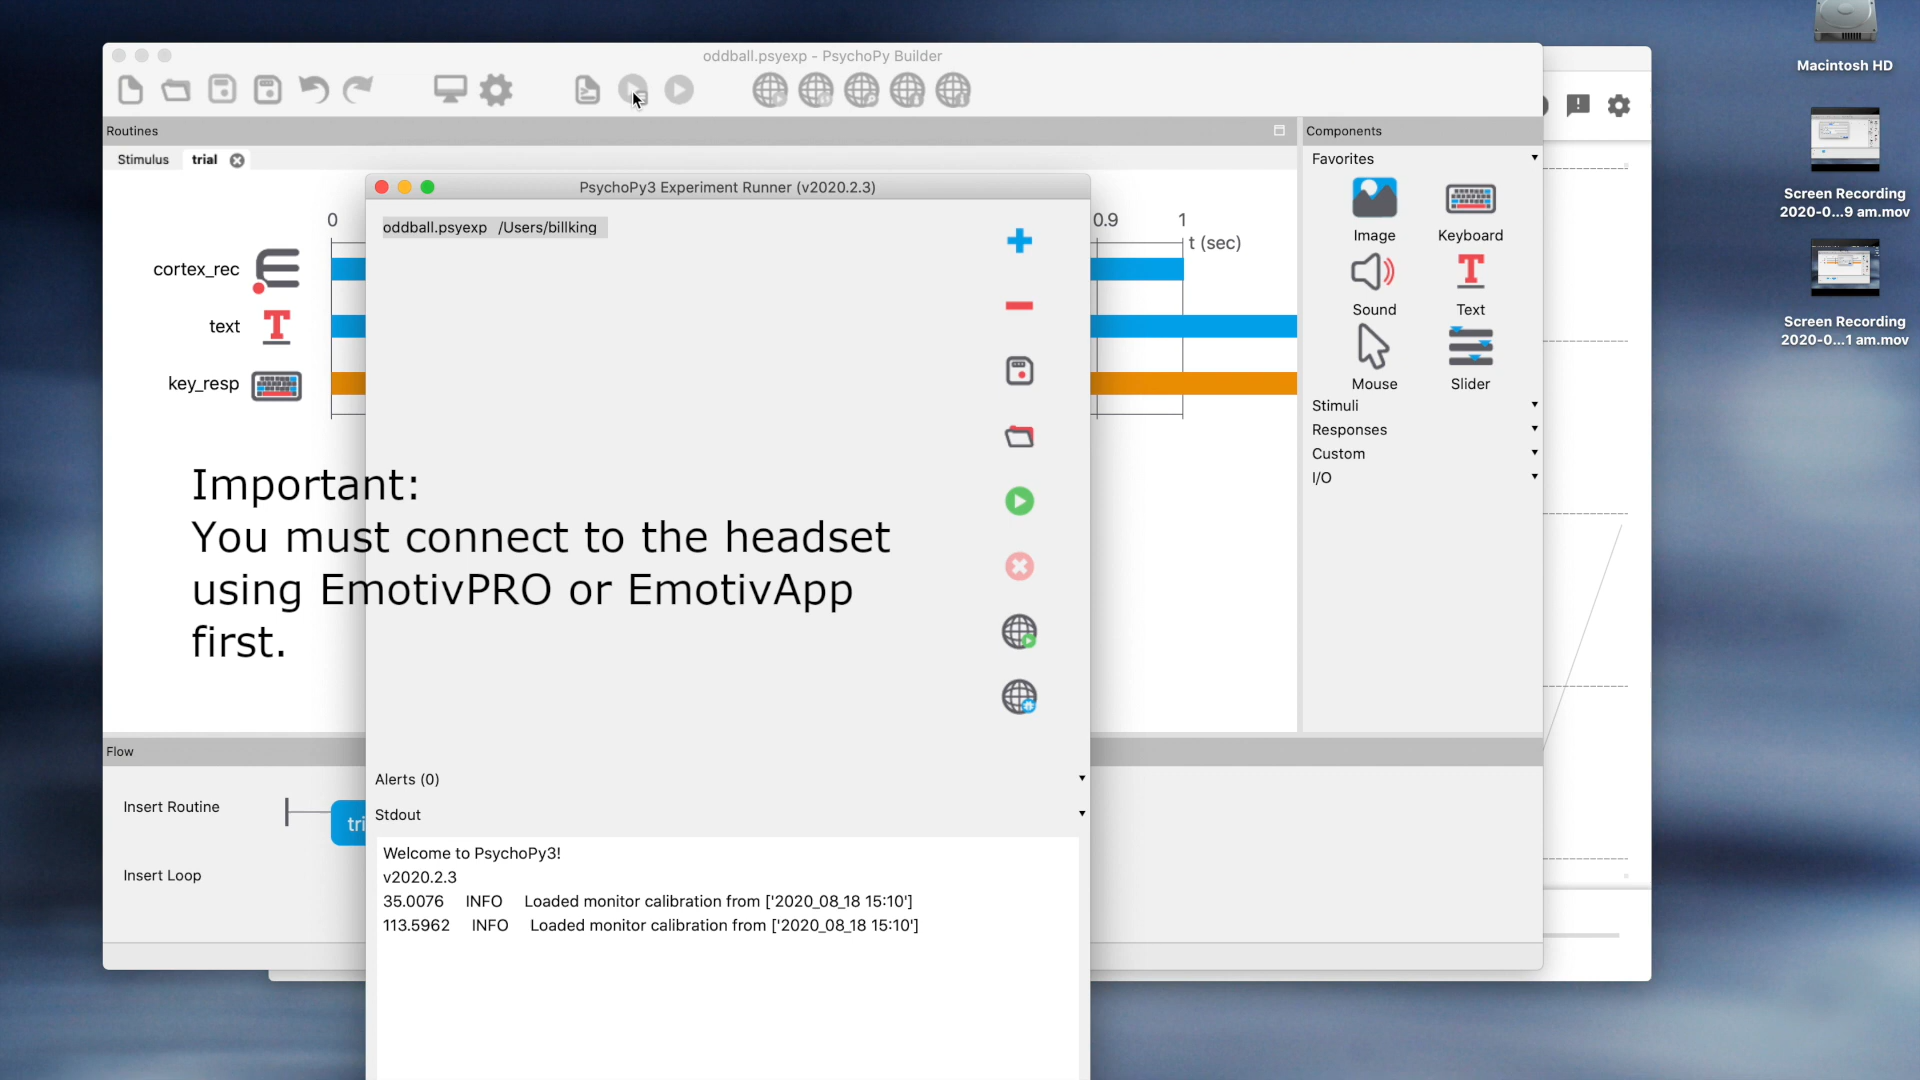 oddball.psyexp - PsychoPy Builder
Macintosh HD
Screen Recording
2020-0...9 am.mov
Screen Recording
2020-0...1 am.mov
Routines
Stimulus trial
0
0.9 1
t (sec)
cortex_rec
text
key_resp
Components
Favorites
Image Keyboard
Sound Text
Mouse Slider
Stimuli
Responses
Custom
I/O
PsychoPy3 Experiment Runner (v2020.2.3)
oddball.psyexp /Users/billking
Important:
You must connect to the headset
using EmotivPRO or EmotivApp
first.
Flow
Insert Routine
Insert Loop
Alerts (0)
Stdout
Welcome to PsychoPy3!
v2020.2.3
35.0076 INFO Loaded monitor calibration from ['2020_08_18 15:10']
113.5962 INFO Loaded monitor calibration from ['2020_08_18 15:10']